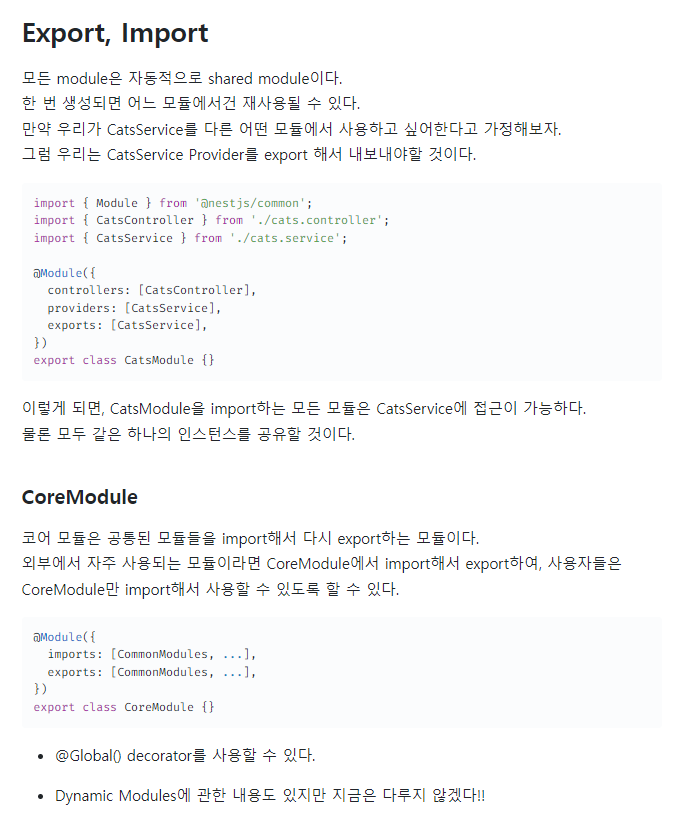 Export, Import
모든 module은 자동적으로 shared module이다.
한 번 생성되면 어느 모듈에서건 재사용될 수 있다.
만약 우리가 CatsService를 다른 어떤 모듈에서 사용하고 싶어한다고 가정해보자.
그럼 우리는 CatsService Provider를 export 해서 내보내야할 것이다.
import { Module } from '@nestjs/common';
import { CatsController } from './cats.controller';
import { CatsService } from './cats.service';

@Module({
  controllers: [CatsController],
  providers: [CatsService],
  exports: [CatsService],
})
export class CatsModule {}
이렇게 되면, CatsModule을 import하는 모든 모듈은 CatsService에 접근이 가능하다.
물론 모두 같은 하나의 인스턴스를 공유할 것이다.
CoreModule
코어 모듈은 공통된 모듈들을 import해서 다시 export하는 모듈이다.
외부에서 자주 사용되는 모듈이라면 CoreModule에서 import해서 export하여, 사용자들은
CoreModule만 import해서 사용할 수 있도록 할 수 있다.
@Module({
  imports: [CommonModules, ...],
  exports: [CommonModules, ...],
})
export class CoreModule {}
• @Global() decorator를 사용할 수 있다.
• Dynamic Modules에 관한 내용도 있지만 지금은 다루지 않겠다!!